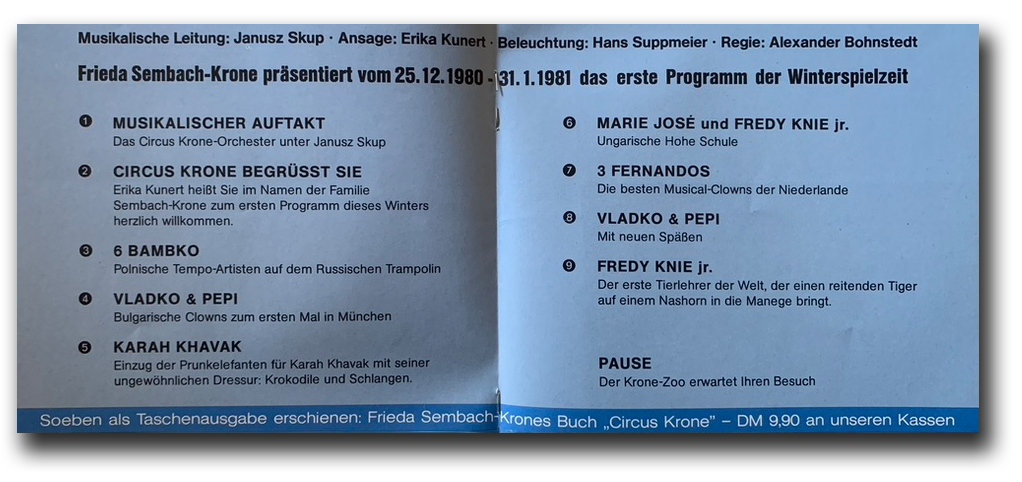 Musikalische Leitung: Janusz Skup · Ansage: Erika Kunert · Beleuchtung: Hans Suppmeier · Regie: Alexander Bohnstedt
Frieda Sembach-Krone präsentiert vom 25.12.1980 - 31.1.1981 das erste Programm der Winterspielzeit
1 MUSIKALISCHER AUFTAKT
Das Circus Krone-Orchester unter Janusz Skup
2 CIRCUS KRONE BEGRÜSST SIE
Erika Kunert heißt Sie im Namen der Familie
Sembach-Krone zum ersten Programm dieses Winters
herzlich willkommen.
3 6 BAMBKO
Polnische Tempo-Artisten auf dem Russischen Trampolin
4 VLADKO & PEPI
Bulgarische Clowns zum ersten Mal in München
5 KARAH KHAVAK
Einzug der Prunkelefanten für Karah Khavak mit seiner
ungewöhnlichen Dressur: Krokodile und Schlangen.
6 MARIE JOSÉ und FREDY KNIE jr.
Ungarische Hohe Schule
7 3 FERNANDOS
Die besten Musical-Clowns der Niederlande
8 VLADKO & PEPI
Mit neuen Späßen
9 FREDY KNIE jr.
Der erste Tierlehrer der Welt, der einen reitenden Tiger
auf einem Nashorn in die Manege bringt.
PAUSE
Der Krone-Zoo erwartet Ihren Besuch
Soeben als Taschenausgabe erschienen: Frieda Sembach-Krones Buch „Circus Krone” – DM 9,90 an unseren Kassen